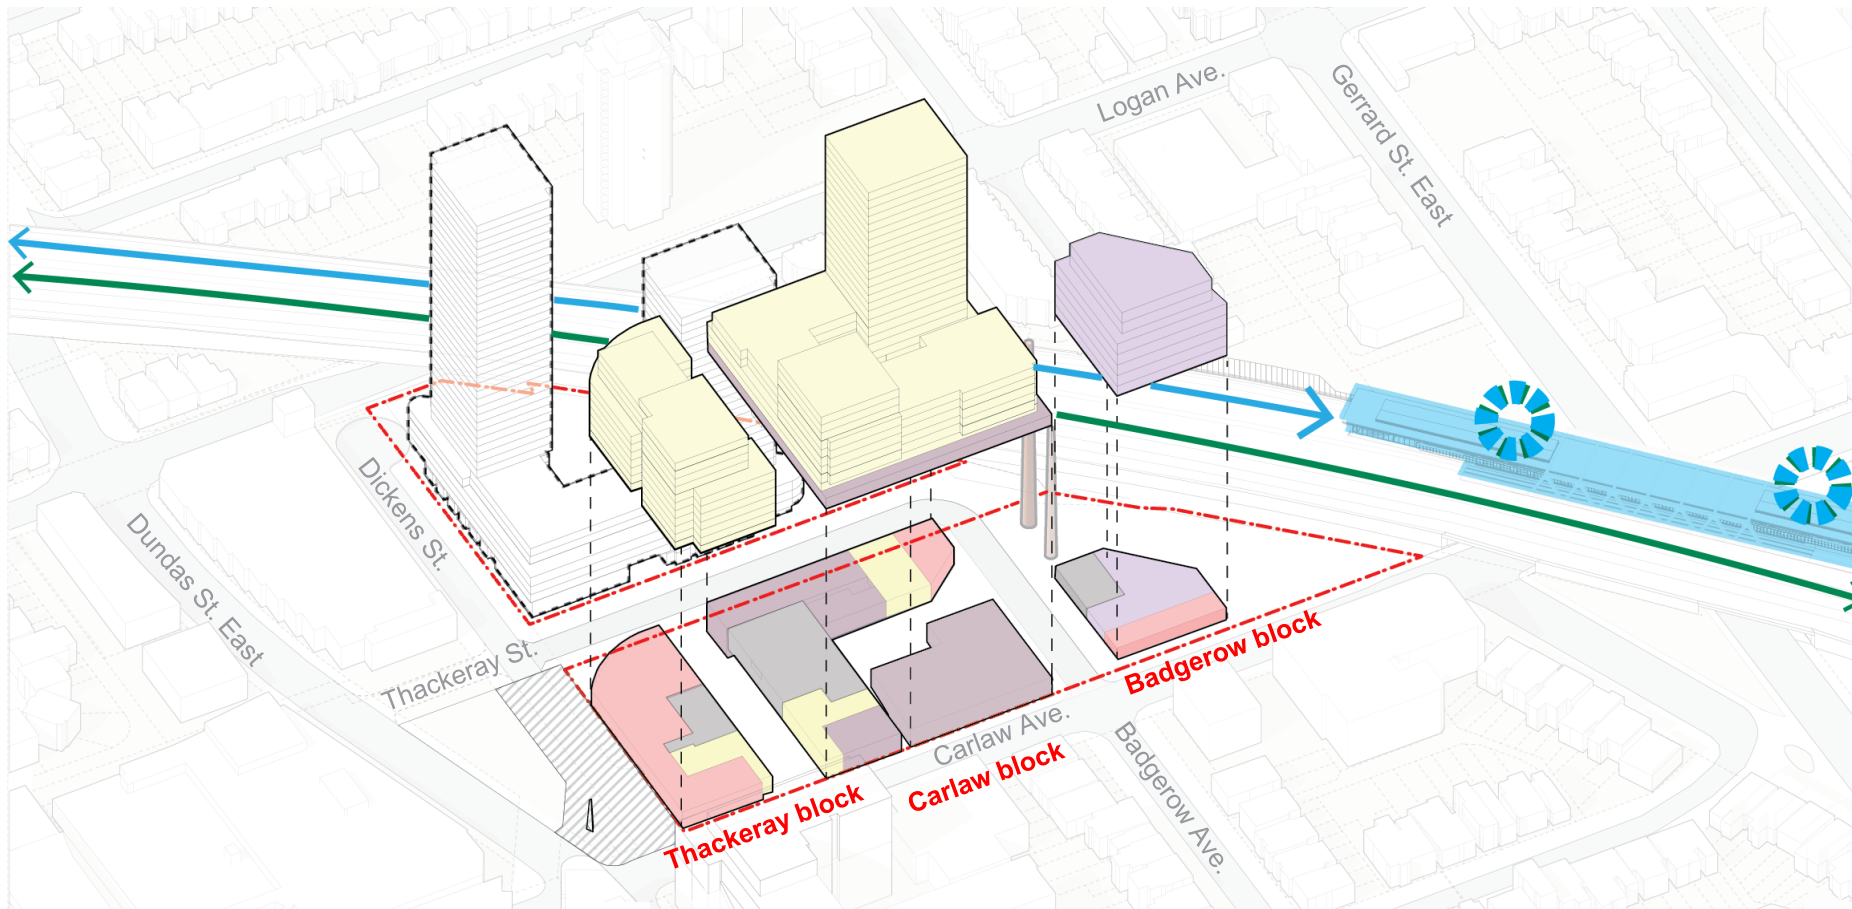 Logan Ave.
Gerrard St. East
Dickens St.
Dundas St. East
Thackeray St.
Badgerow block
Carlaw Ave.
Carlaw block
Thackeray block
Badgerow Ave.